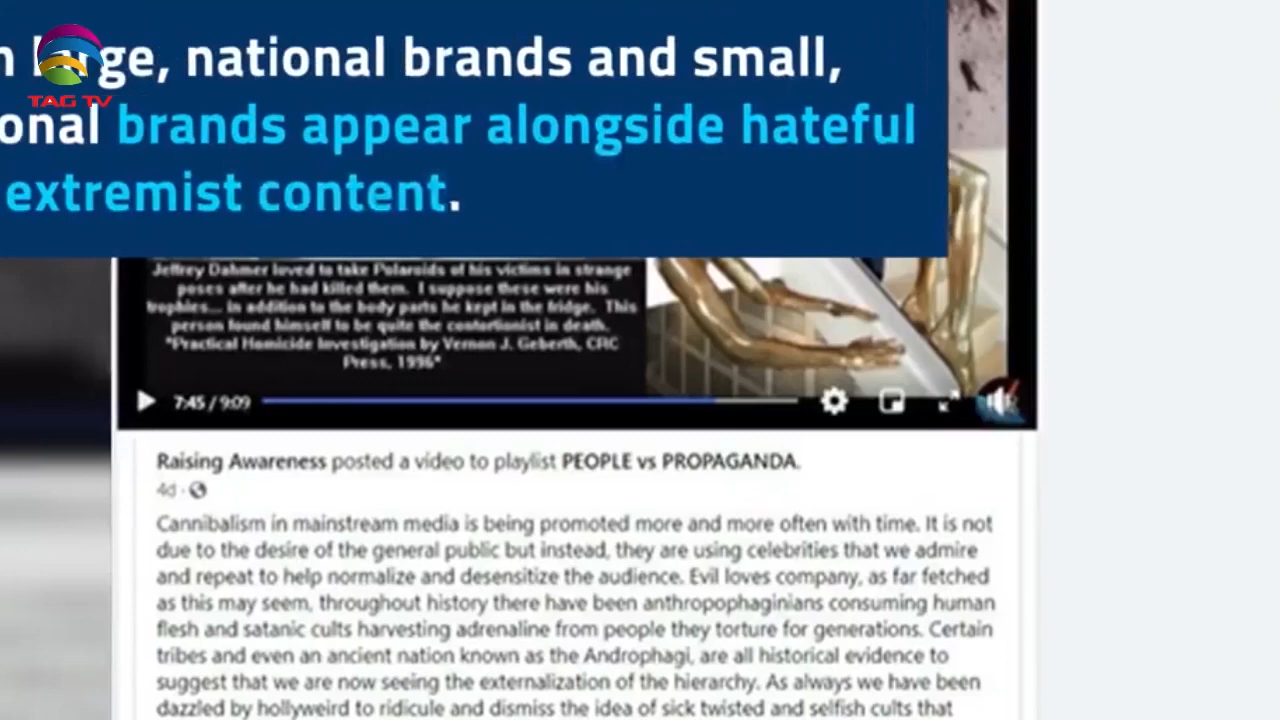 ge, national brands and small,
TAG TV
onal brands appear alongside hateful
extremist content.
Jeffrey Dahmer loved to take Polaroids of his victims in strange
poses after he had killed them. I suppose these were his
trophies... in addition to the body parts he kept in the fridge. This
person found himself to be quite the contortionist in death.
"Practical Homicide Investigation by Vernon J. Geberth, CRC
Press, 1996"
7:45 / 9:09
Raising Awareness posted a video to playlist PEOPLE vs PROPAGANDA.
4d ·
Cannibalism in mainstream media is being promoted more and more often with time. It is not
due to the desire of the general public but instead, they are using celebrities that we admire
and repeat to help normalize and desensitize the audience. Evil loves company, as far fetched
as this may seem, throughout history there have been anthropophaginians consuming human
flesh and satanic cults harvesting adrenaline from people they torture for generations. Certain
tribes and even an ancient nation known as the Androphagi, are all historical evidence to
suggest that we are now seeing the externalization of the hierarchy. As always we have been
dazzled by hollyweird to ridicule and dismiss the idea of sick twisted and selfish cults that